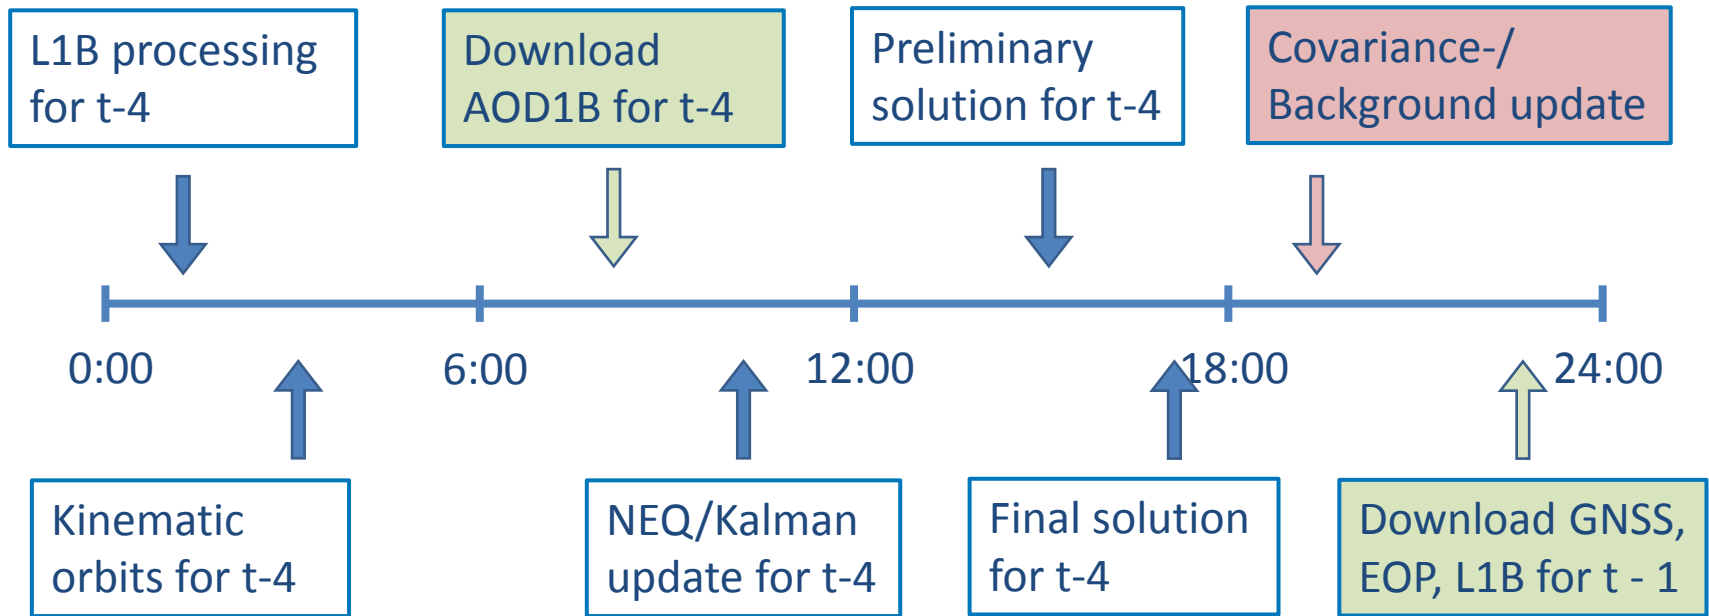 L1B processing
for t-4
Download
AOD1B for t-4
Preliminary
solution for t-4
Covariance-/
Background update
0:00
6:00
12:00
18:00
24:00
Kinematic
orbits for t-4
NEQ/Kalman
update for t-4
Final solution
for t-4
Download GNSS,
EOP, L1B for t - 1